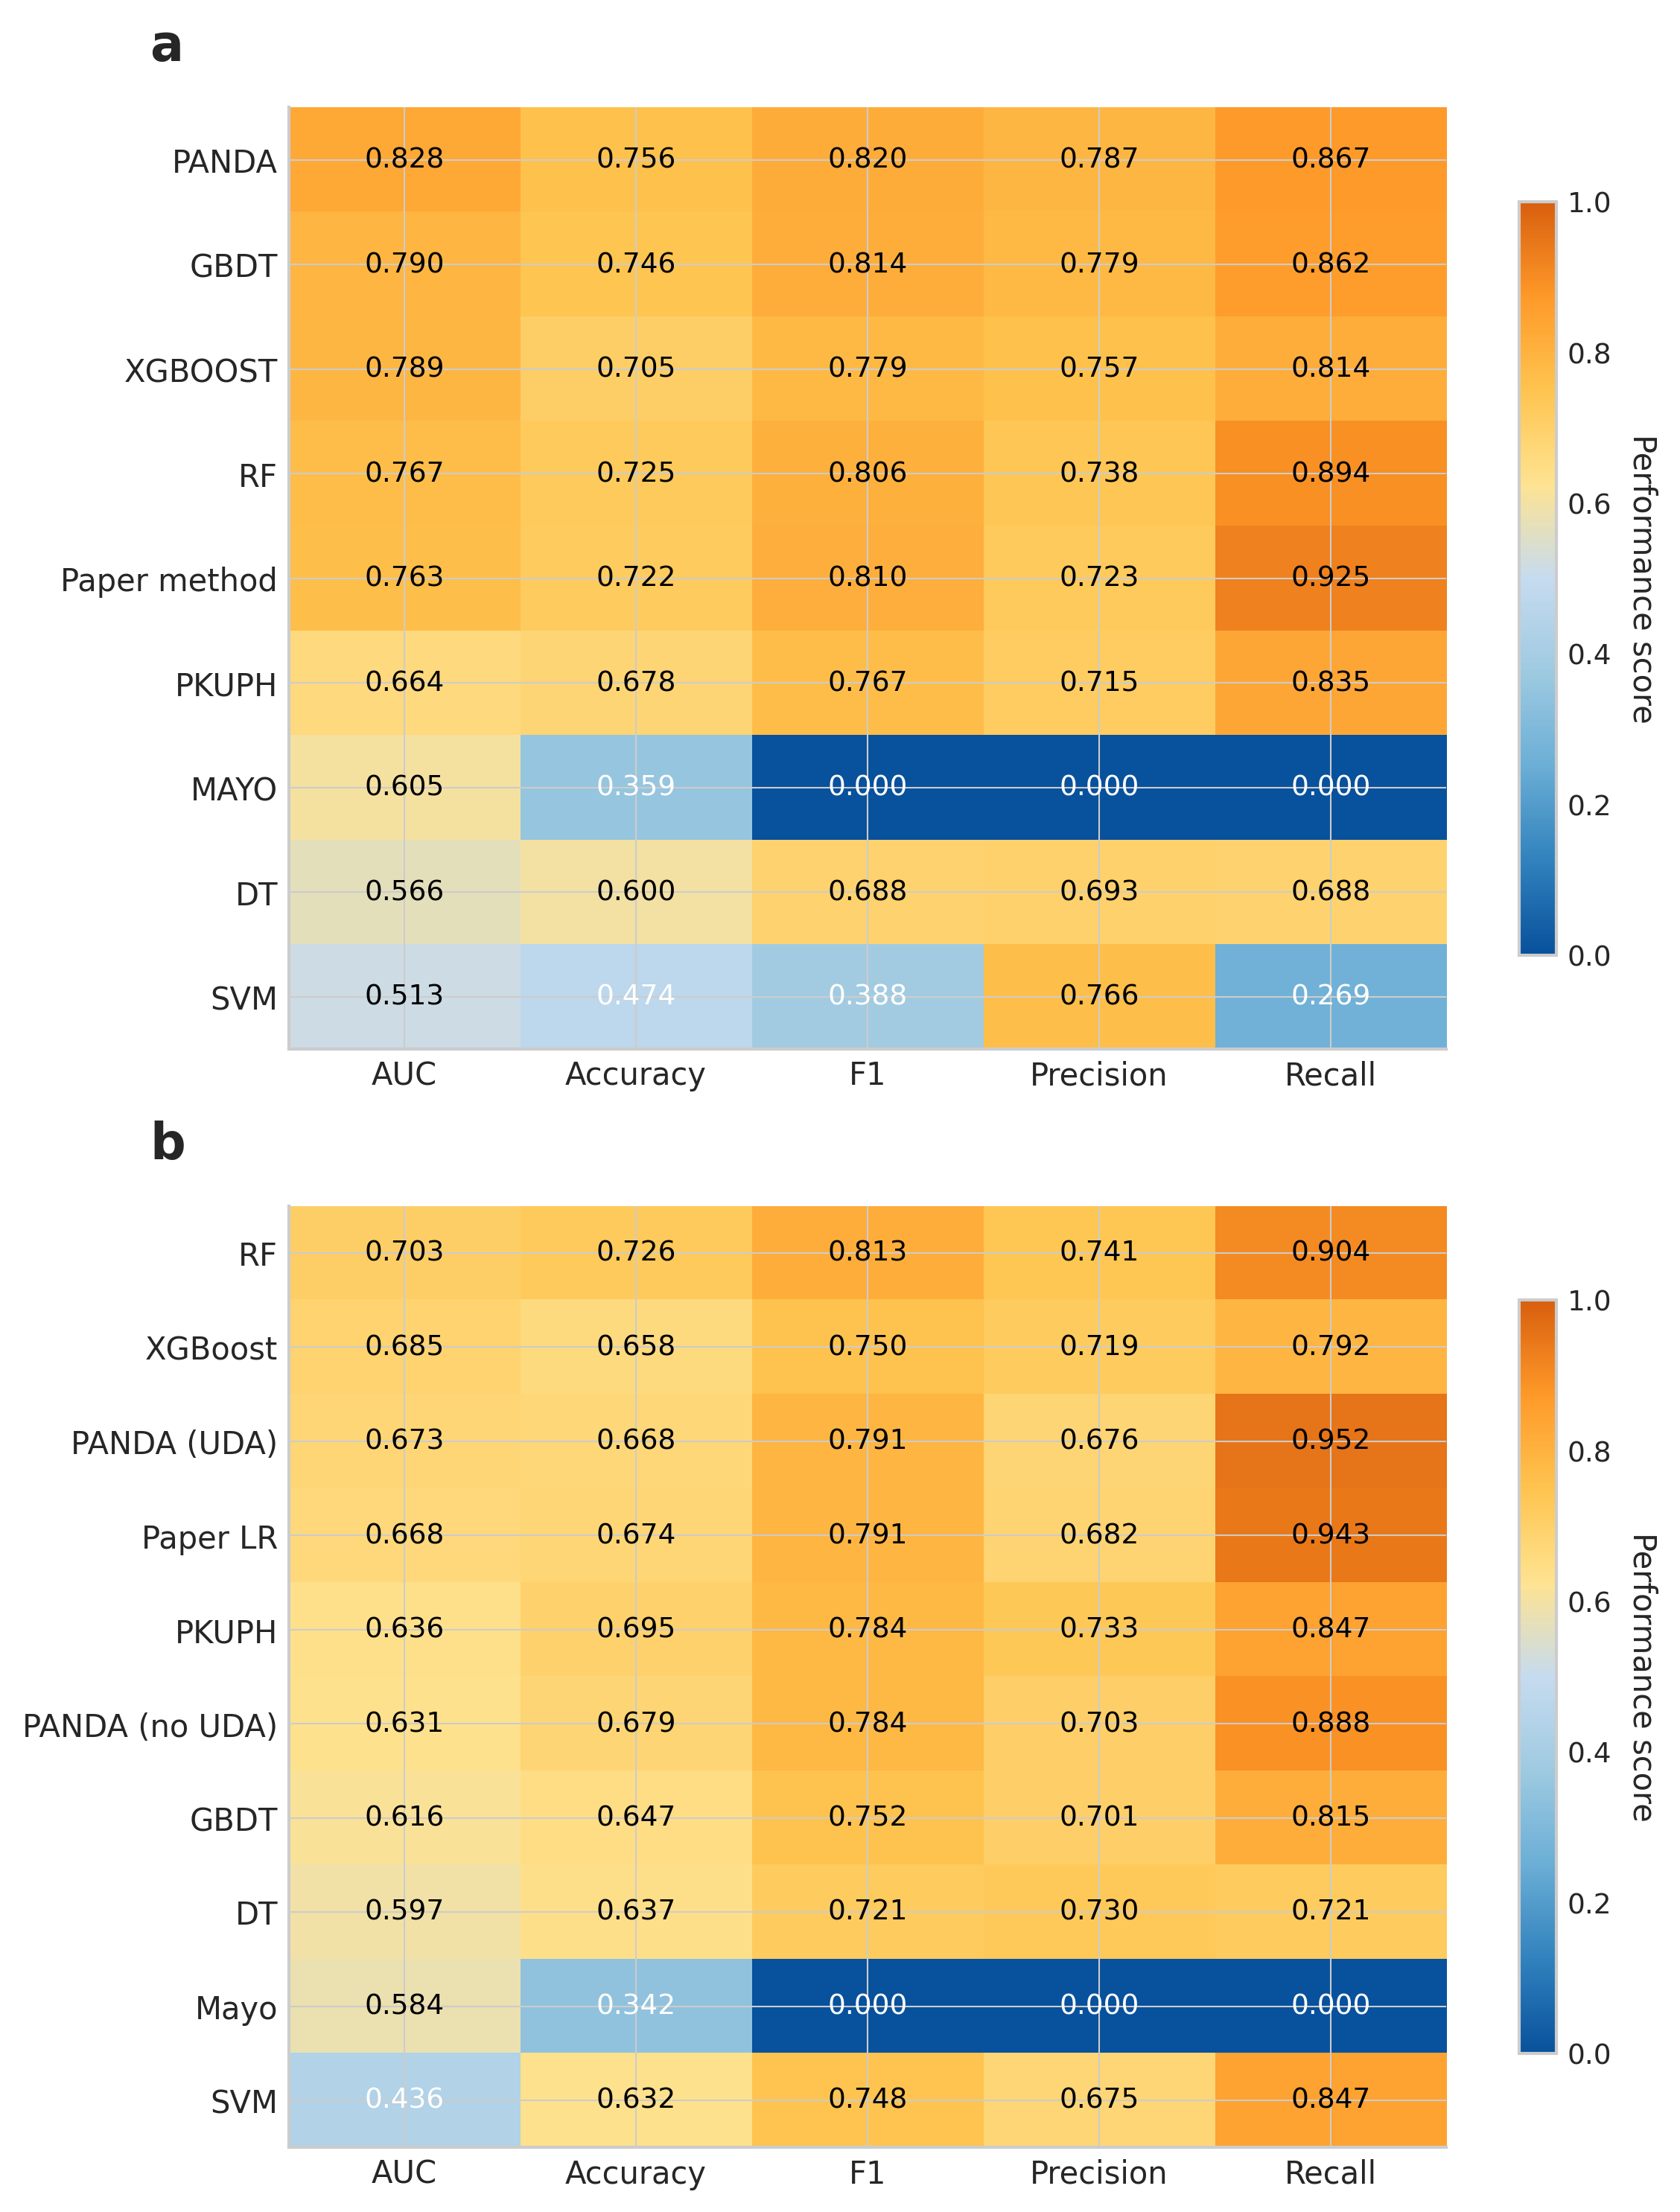 a
PANDA 0.828 0.756 0.820 0.787 0.867
GBDT 0.790 0.746 0.814 0.779 0.862
XGBOOST 0.789 0.705 0.779 0.757 0.814
RF 0.767 0.725 0.806 0.738 0.894
Paper method 0.763 0.722 0.810 0.723 0.925
PKUPH 0.664 0.678 0.767 0.715 0.835
MAYO 0.605 0.359 0.000 0.000 0.000
DT 0.566 0.600 0.688 0.693 0.688
SVM 0.513 0.474 0.388 0.766 0.269
AUC Accuracy F1 Precision Recall
1.0
0.8
0.6
0.4
0.2
0.0
Performance score
b
RF 0.703 0.726 0.813 0.741 0.904
XGBoost 0.685 0.658 0.750 0.719 0.792
PANDA (UDA) 0.673 0.668 0.791 0.676 0.952
Paper LR 0.668 0.674 0.791 0.682 0.943
PKUPH 0.636 0.695 0.784 0.733 0.847
PANDA (no UDA) 0.631 0.679 0.784 0.703 0.888
GBDT 0.616 0.647 0.752 0.701 0.815
DT 0.597 0.637 0.721 0.730 0.721
Mayo 0.584 0.342 0.000 0.000 0.000
SVM 0.436 0.632 0.748 0.675 0.847
AUC Accuracy F1 Precision Recall
1.0
0.8
0.6
0.4
0.2
0.0
Performance score